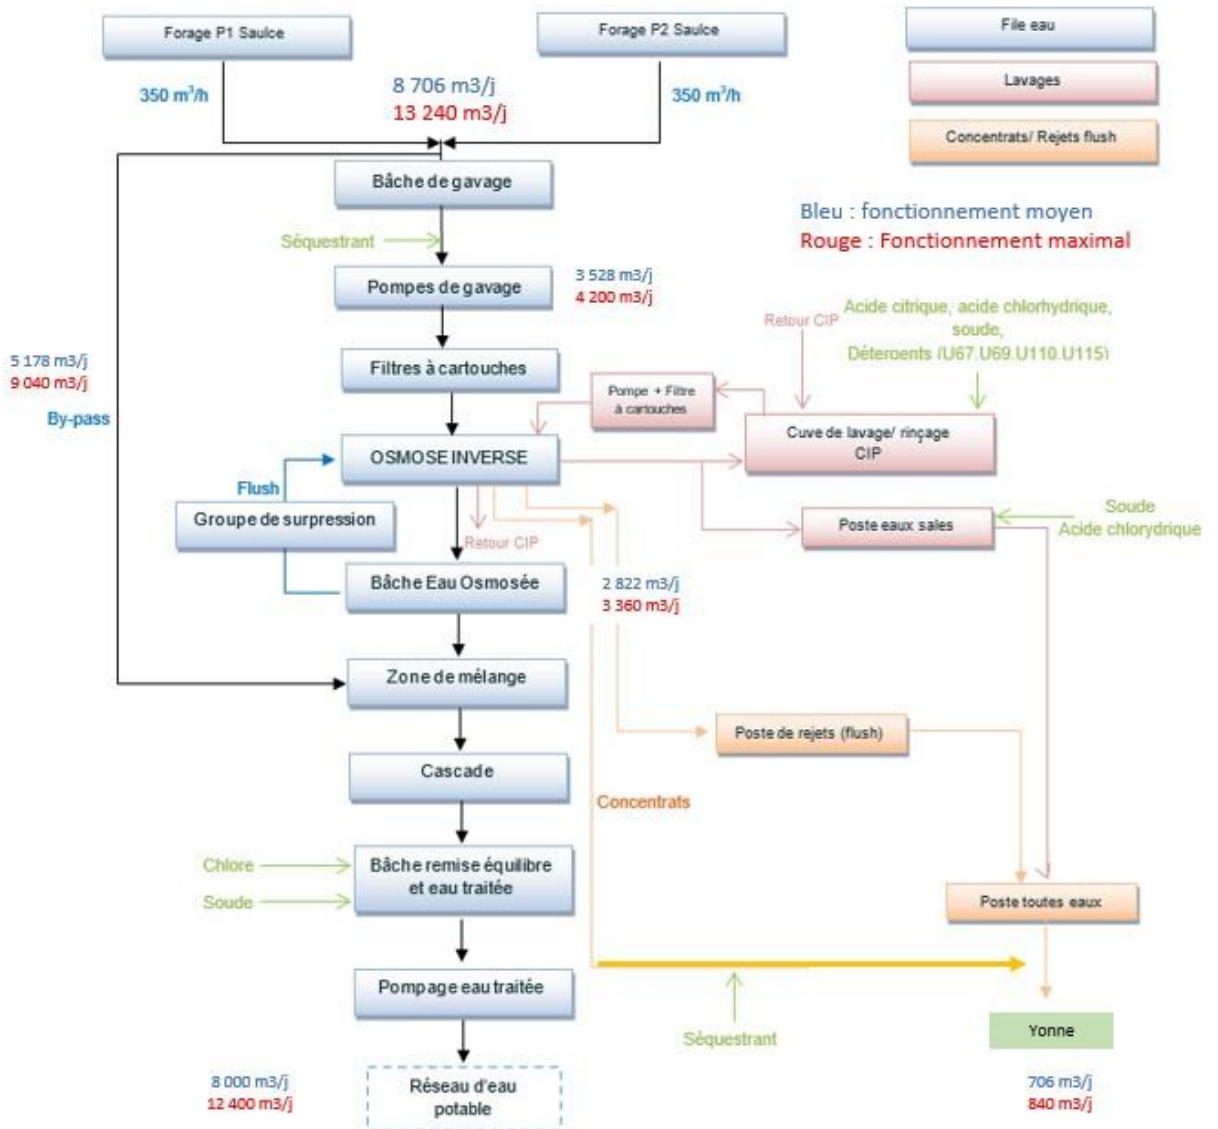 Forage P1 Saulce
Forage P2 Saulce
File eau
Lavages
Concentrats/ Rejets flush
350 m³/h
8 706 m3/j
13 240 m3/j
350 m³/h
Bâche de gavage
Bleu : fonctionnement moyen
Rouge : Fonctionnement maximal
Séquestrant
Pompes de gavage
3 528 m3/j
4 200 m3/j
Retour CIP
Acide citrique, acide chlorhydrique,
soude,
Détergents (U67,U69,U110,U115)
5 178 m3/j
9 040 m3/j
By-pass
Filtres à cartouches
Pompe + Filtre
à cartouches
Cuve de lavage/ rinçage
CIP
OSMOSE INVERSE
Flush
Groupe de surpression
Retour CIP
Poste eaux sales
Soude
Acide chlorydrique
Bâche Eau Osmosée
2 822 m3/j
3 360 m3/j
Zone de mélange
Poste de rejets (flush)
Cascade
Concentrats
Chlore
Soude
Bâche remise équilibre
et eau traitée
Poste toutes eaux
Pompage eau traitée
Séquestrant
Yonne
8 000 m3/j
12 400 m3/j
Réseau d'eau
potable
706 m3/j
840 m3/j